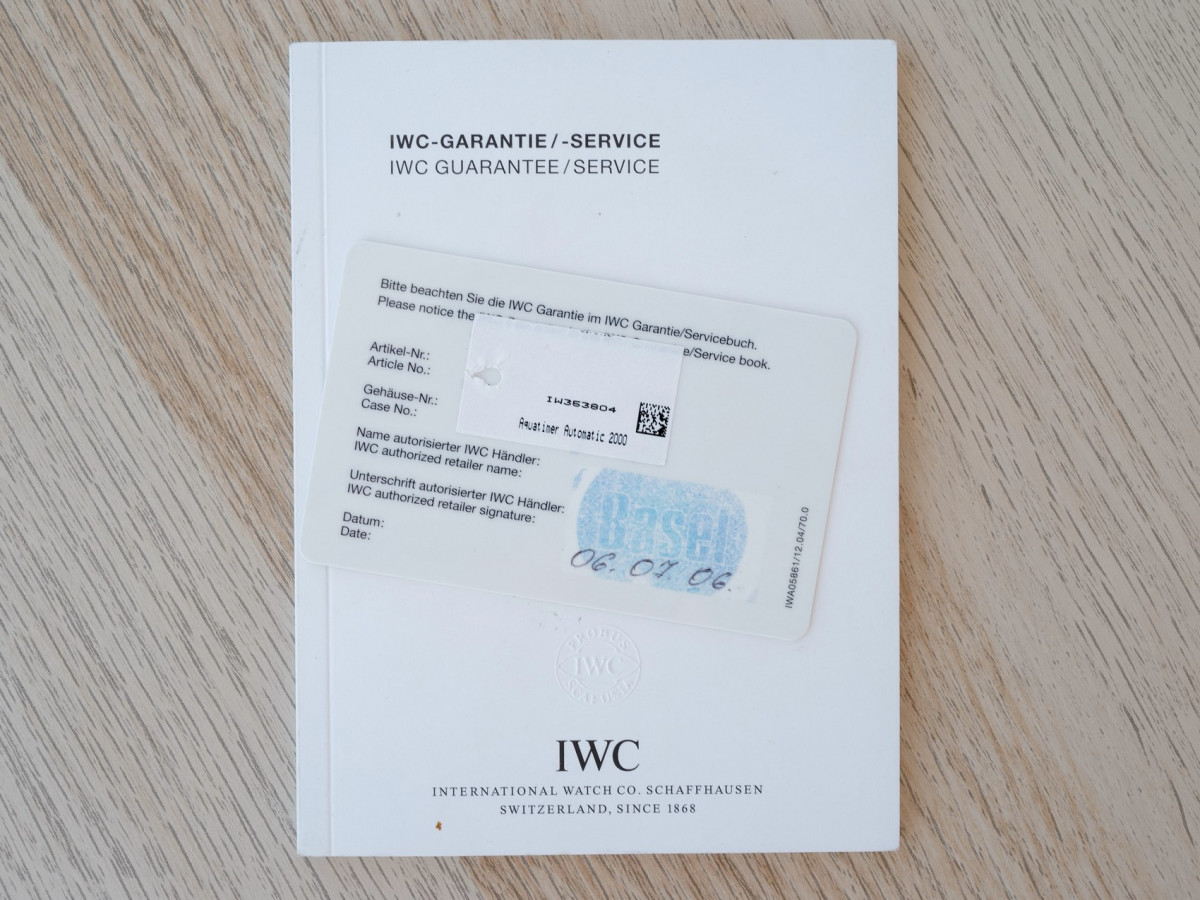 IWC-GARANTIE / -SERVICE
IWC GUARANTEE / SERVICE
Bitte beachten Sie die IWC Garantie im IWC Garantie/Servicebuch.
Please notice the e/Service book.
Artikel-Nr.:
Article No.:
IW353804
Gehäuse-Nr.:
Case No.:
Aquatimer Automatic 2000
Name autorisierter IWC Händler:
IWC authorized retailer name:
Unterschrift autorisierter IWC Händler:
IWC authorized retailer signature:
Basel
Datum:
Date:
06. 07. 06.
IWA05861/12.04/70.0
PROBUS
IWC
SCAFUSIA
IWC
INTERNATIONAL WATCH CO. SCHAFFHAUSEN
SWITZERLAND, SINCE 1868